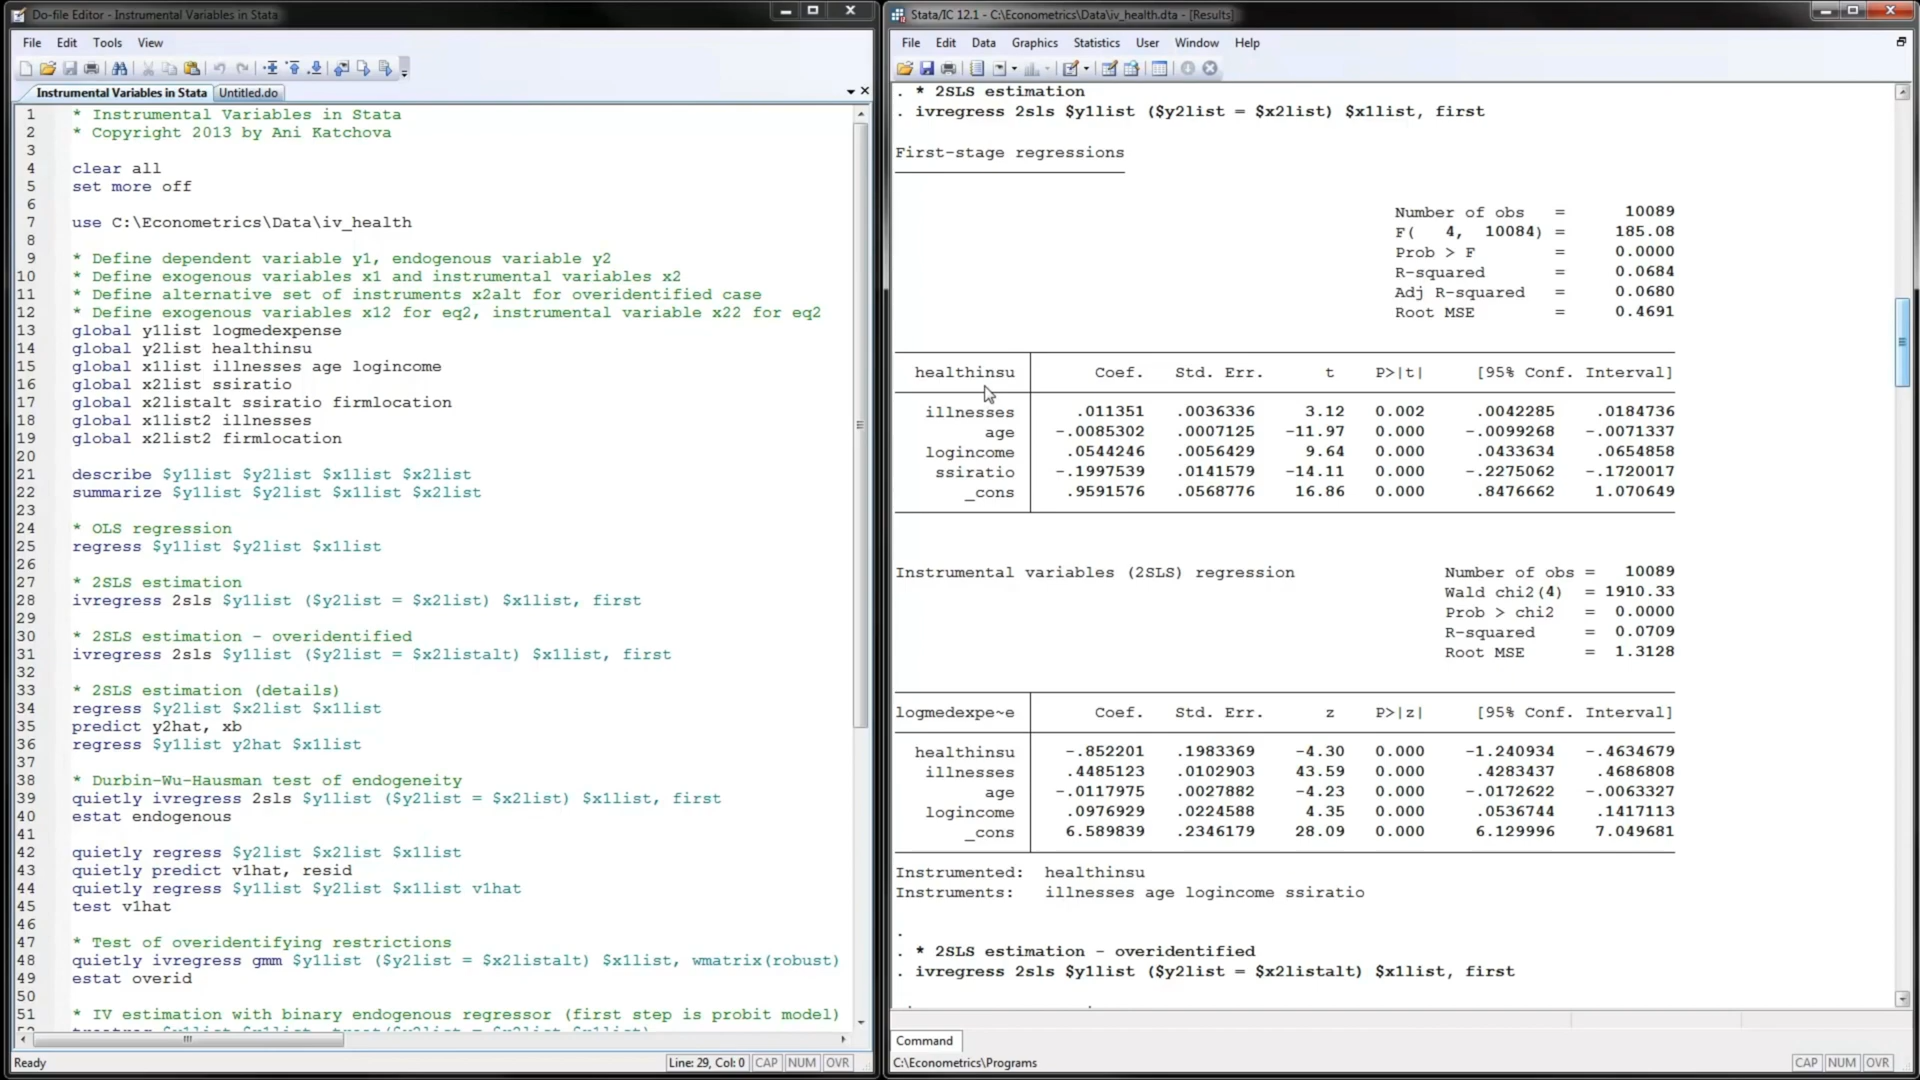 Do-file Editor - Instrumental Variables in Stata
File Edit Tools View
Instrumental Variables in Stata Untitled.do
1 * Instrumental Variables in Stata
2 * Copyright 2013 by Ani Katchova
3
4 clear all
5 set more off
6
7 use C:\Econometrics\Data\iv_health
8
9 * Define dependent variable y1, endogenous variable y2
10 * Define exogenous variables x1 and instrumental variables x2
11 * Define alternative set of instruments x2alt for overidentified case
12 * Define exogenous variables x12 for eq2, instrumental variable x22 for eq2
13 global y1list logmedexpense
14 global y2list healthinsu
15 global x1list illnesses age logincome
16 global x2list ssiratio
17 global x2listalt ssiratio firmlocation
18 global x1list2 illnesses
19 global x2list2 firmlocation
20
21 describe $y1list $y2list $x1list $x2list
22 summarize $y1list $y2list $x1list $x2list
23
24 * OLS regression
25 regress $y1list $y2list $x1list
26
27 * 2SLS estimation
28 ivregress 2sls $y1list ($y2list = $x2list) $x1list, first
29
30 * 2SLS estimation - overidentified
31 ivregress 2sls $y1list ($y2list = $x2listalt) $x1list, first
32
33 * 2SLS estimation (details)
34 regress $y2list $x2list $x1list
35 predict y2hat, xb
36 regress $y1list y2hat $x1list
37
38 * Durbin-Wu-Hausman test of endogeneity
39 quietly ivregress 2sls $y1list ($y2list = $x2list) $x1list, first
40 estat endogenous
41
42 quietly regress $y2list $x2list $x1list
43 quietly predict v1hat, resid
44 quietly regress $y1list $y2list $x1list v1hat
45 test v1hat
46
47 * Test of overidentifying restrictions
48 quietly ivregress gmm $y1list ($y2list = $x2listalt) $x1list, wmatrix(robust)
49 estat overid
50
51 * IV estimation with binary endogenous regressor (first step is probit model)
Ready Line: 29, Col: 0 CAP NUM OVR
Stata/IC 12.1 - C:\Econometrics\Data\iv_health.dta - [Results]
File Edit Data Graphics Statistics User Window Help
. * 2SLS estimation
. ivregress 2sls $y1list ($y2list = $x2list) $x1list, first
First-stage regressions
Number of obs = 10089
F( 4, 10084) = 185.08
Prob > F = 0.0000
R-squared = 0.0684
Adj R-squared = 0.0680
Root MSE = 0.4691
healthinsu Coef. Std. Err. t P>|t| [95% Conf. Interval]
illnesses .011351 .0036336 3.12 0.002 .0042285 .0184736
age -.0085302 .0007125 -11.97 0.000 -.0099268 -.0071337
logincome .0544246 .0056429 9.64 0.000 .0433634 .0654858
ssiratio -.1997539 .0141579 -14.11 0.000 -.2275062 -.1720017
_cons .9591576 .0568776 16.86 0.000 .8476662 1.070649
Instrumental variables (2SLS) regression Number of obs = 10089
Wald chi2(4) = 1910.33
Prob > chi2 = 0.0000
R-squared = 0.0709
Root MSE = 1.3128
logmedexpe~e Coef. Std. Err. z P>|z| [95% Conf. Interval]
healthinsu -.852201 .1983369 -4.30 0.000 -1.240934 -.4634679
illnesses .4485123 .0102903 43.59 0.000 .4283437 .4686808
age -.0117975 .0027882 -4.23 0.000 -.0172622 -.0063327
logincome .0976929 .0224588 4.35 0.000 .0536744 .1417113
_cons 6.589839 .2346179 28.09 0.000 6.129996 7.049681
Instrumented: healthinsu
Instruments: illnesses age logincome ssiratio
.
. * 2SLS estimation - overidentified
. ivregress 2sls $y1list ($y2list = $x2listalt) $x1list, first
Command
C:\Econometrics\Programs CAP NUM OVR